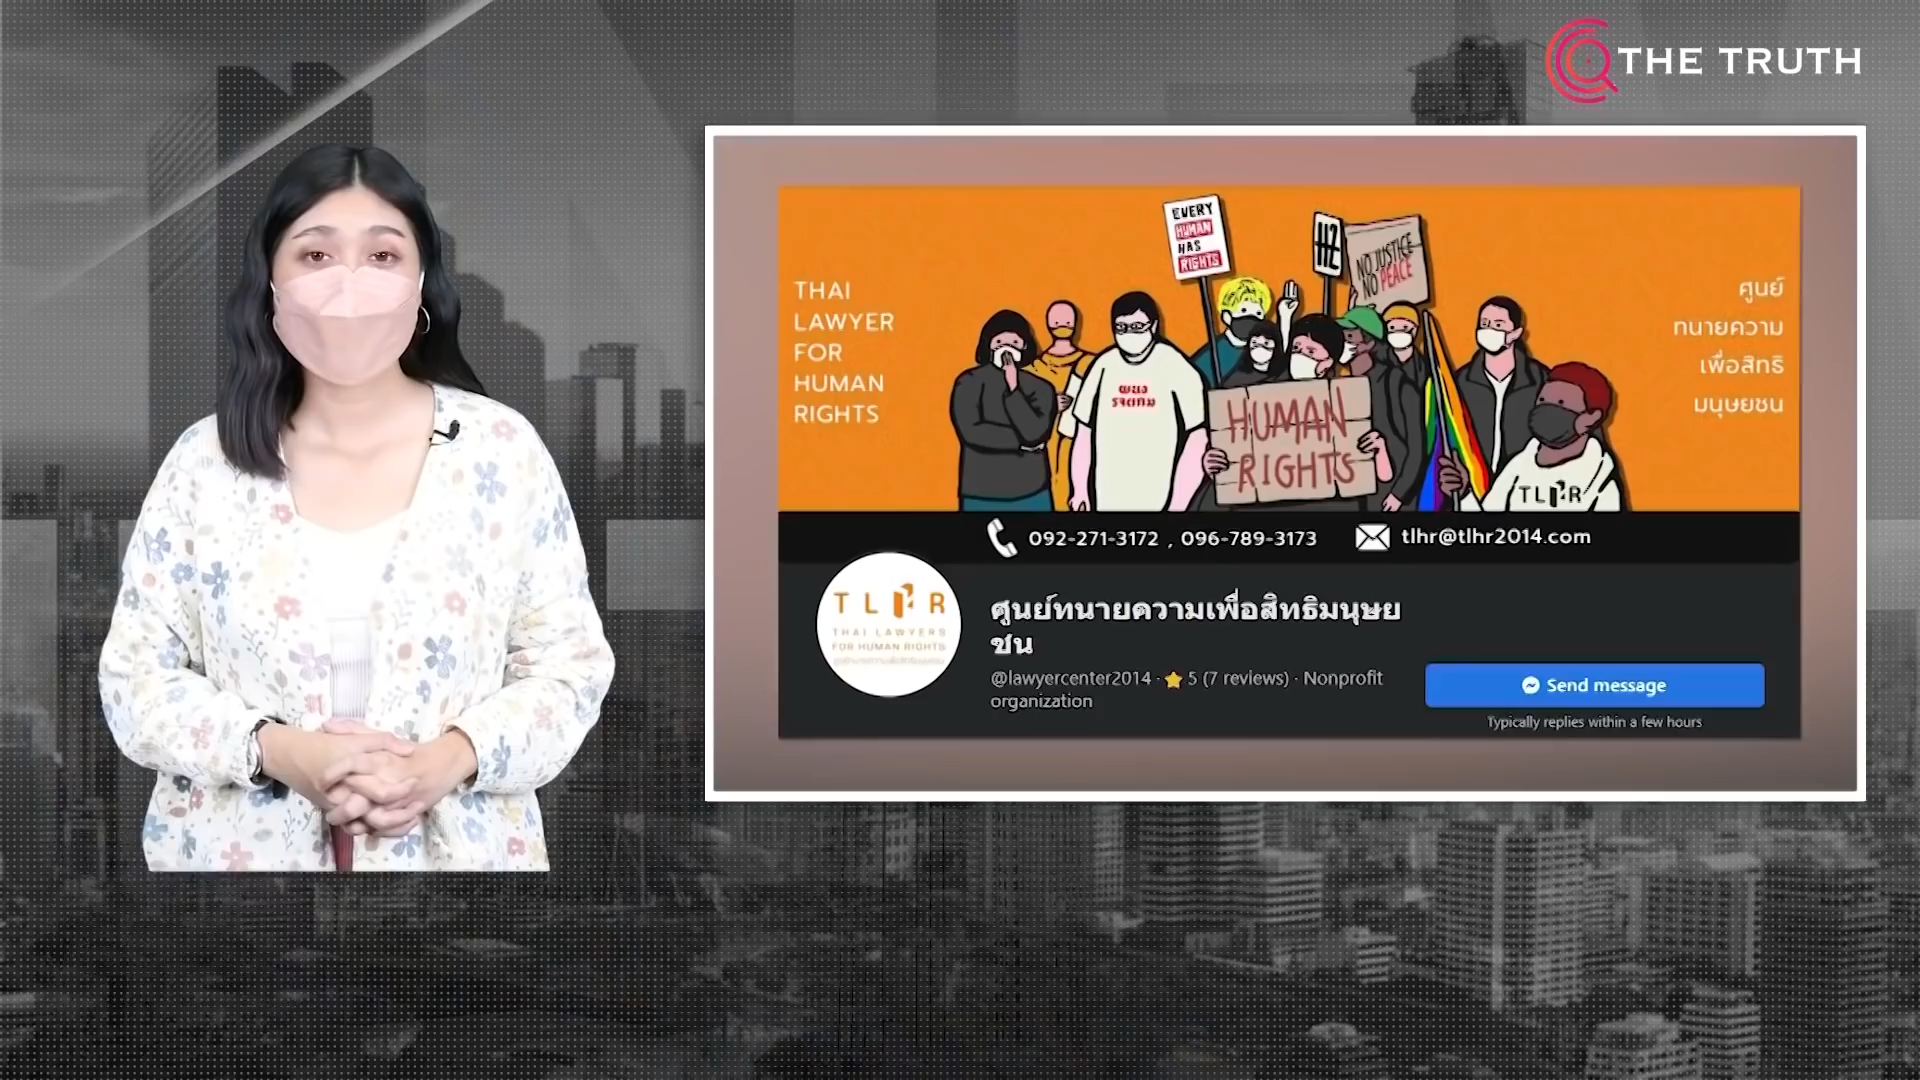 THE TRUTH
EVERY
HUMAN
HAS
RIGHTS
112
NO JUSTICE
NO PEACE
THAI
LAWYER
FOR
HUMAN
RIGHTS
ศูนย์
ทนายความ
เพื่อสิทธิ
มนุษยชน
HUMAN
RIGHTS
092-271-3172 , 096-789-3173
tlhr@tlhr2014.com
THAI LAWYERS
FOR HUMAN RIGHTS
ศูนย์ทนายความเพื่อสิทธิมนุษย
ชน
@lawyercenter2014 · 5 (7 reviews) · Nonprofit
organization
Send message
Typically replies within a few hours